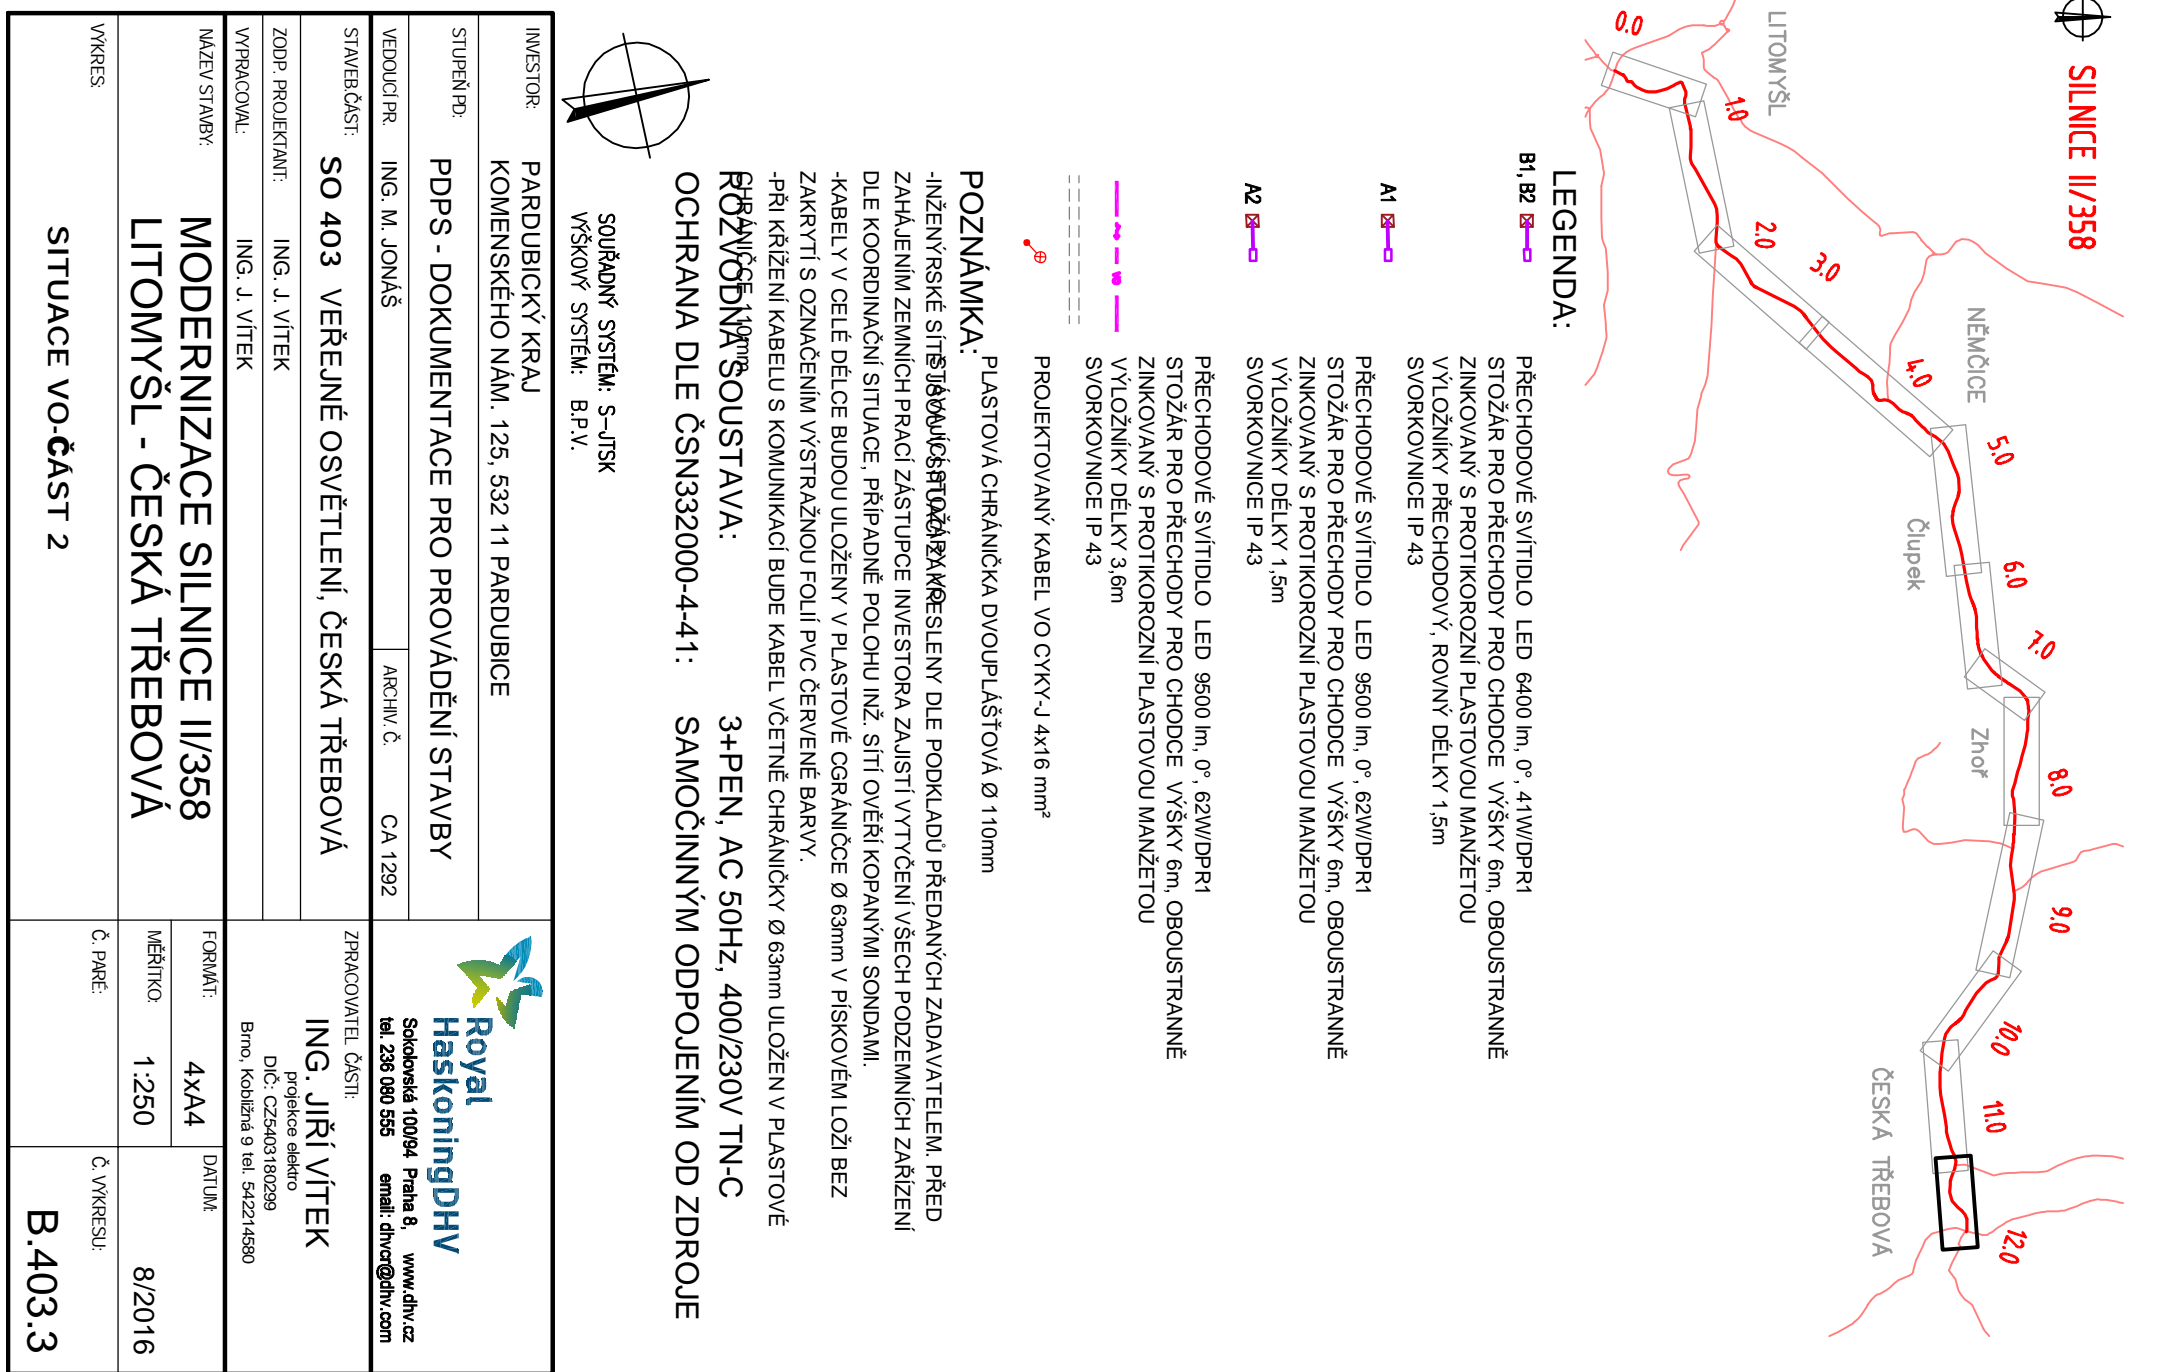 SILNICE II/358
LITOMYŠL
NĚMČICE
Člupek
Zhoř
ČESKÁ TŘEBOVÁ
0.0
1.0
2.0
3.0
4.0
5.0
6.0
7.0
8.0
9.0
10.0
11.0
12.0
LEGENDA:
B1, B2
PŘECHODOVÉ SVÍTIDLO LED 6400 lm, 0°, 41W/DPR1
STOŽÁR PRO PŘECHODY PRO CHODCE VÝŠKY 6m, OBOUSTRANNĚ
ZINKOVANÝ S PROTIKOROZNÍ PLASTOVOU MANŽETOU
VÝLOŽNÍKY PŘECHODOVÝ, ROVNÝ DÉLKY 1,5m
SVORKOVNICE IP 43
A1
PŘECHODOVÉ SVÍTIDLO LED 9500 lm, 0°, 62W/DPR1
STOŽÁR PRO PŘECHODY PRO CHODCE VÝŠKY 6m, OBOUSTRANNĚ
ZINKOVANÝ S PROTIKOROZNÍ PLASTOVOU MANŽETOU
VÝLOŽNÍKY DÉLKY 1,5m
SVORKOVNICE IP 43
A2
PŘECHODOVÉ SVÍTIDLO LED 9500 lm, 0°, 62W/DPR1
STOŽÁR PRO PŘECHODY PRO CHODCE VÝŠKY 6m, OBOUSTRANNĚ
ZINKOVANÝ S PROTIKOROZNÍ PLASTOVOU MANŽETOU
VÝLOŽNÍKY DÉLKY 3,6m
SVORKOVNICE IP 43
PROJEKTOVANÝ KABEL VO CYKY-J 4x16 mm²
PLASTOVÁ CHRÁNIČKA DVOUPLÁŠŤOVÁ Ø 110mm
POZNÁMKA:
-INŽENÝRSKÉ SÍTĚ ZAKRESLENY DLE PODKLADŮ PŘEDANÝCH ZADAVATELEM. PŘED
ZAHÁJENÍM ZEMNÍCH PRACÍ ZÁSTUPCE INVESTORA ZAJISTÍ VYTYČENÍ VŠECH PODZEMNÍCH ZAŘÍZENÍ
DLE KOORDINAČNÍ SITUACE, PŘÍPADNĚ POLOHU INŽ. SÍTÍ OVĚŘÍ KOPANÝMI SONDAMI.
-KABELY V CELÉ DÉLCE BUDOU ULOŽENY V PLASTOVÉ CGRÁNIČCE Ø 63mm V PÍSKOVÉM LOŽI BEZ
ZAKRYTÍ S OZNAČENÍM VÝSTRAŽNOU FOLIÍ PVC ČERVENÉ BARVY.
-PŘI KŘÍŽENÍ KABELU S KOMUNIKACÍ BUDE KABEL VČETNĚ CHRÁNIČKY Ø 63mm ULOŽEN V PLASTOVÉ
CHRÁNIČCE 110mm.
ROZVODNÁ SOUSTAVA: 3+PEN, AC 50Hz, 400/230V TN-C
OCHRANA DLE ČSN332000-4-41: SAMOČINNÝM ODPOJENÍM OD ZDROJE
SOUŘADNÝ SYSTÉM: S-JTSK
VÝŠKOVÝ SYSTÉM: B.P.V.
INVESTOR: PARDUBICKÝ KRAJ
KOMENSKÉHO NÁM. 125, 532 11 PARDUBICE
STUPEŇ PD: PDPS - DOKUMENTACE PRO PROVÁDĚNÍ STAVBY
VEDOUCÍ PR. ING. M. JONÁŠ
ARCHIV. Č. CA 1292
STAVEB.ČÁST: SO 403 VEŘEJNÉ OSVĚTLENÍ, ČESKÁ TŘEBOVÁ
ZODP. PROJEKTANT: ING. J. VÍTEK
VYPRACOVAL: ING. J. VÍTEK
NÁZEV STAVBY: MODERNIZACE SILNICE II/358
LITOMYŠL - ČESKÁ TŘEBOVÁ
VÝKRES: SITUACE VO-ČÁST 2
Royal
HaskoningDHV
Sokolovská 100/94 Praha 8, www.dhv.cz
tel. 236 080 555 email: dhvcr@dhv.com
ZPRACOVATEL ČÁSTI:
ING. JIŘÍ VÍTEK
projekce elektro
DIČ: CZ5403180299
Brno, Kobližná 9 tel. 542214580
FORMÁT: 4xA4
DATUM: 8/2016
MĚŘÍTKO: 1:250
Č. PARÉ:
Č. VÝKRESU: B.403.3